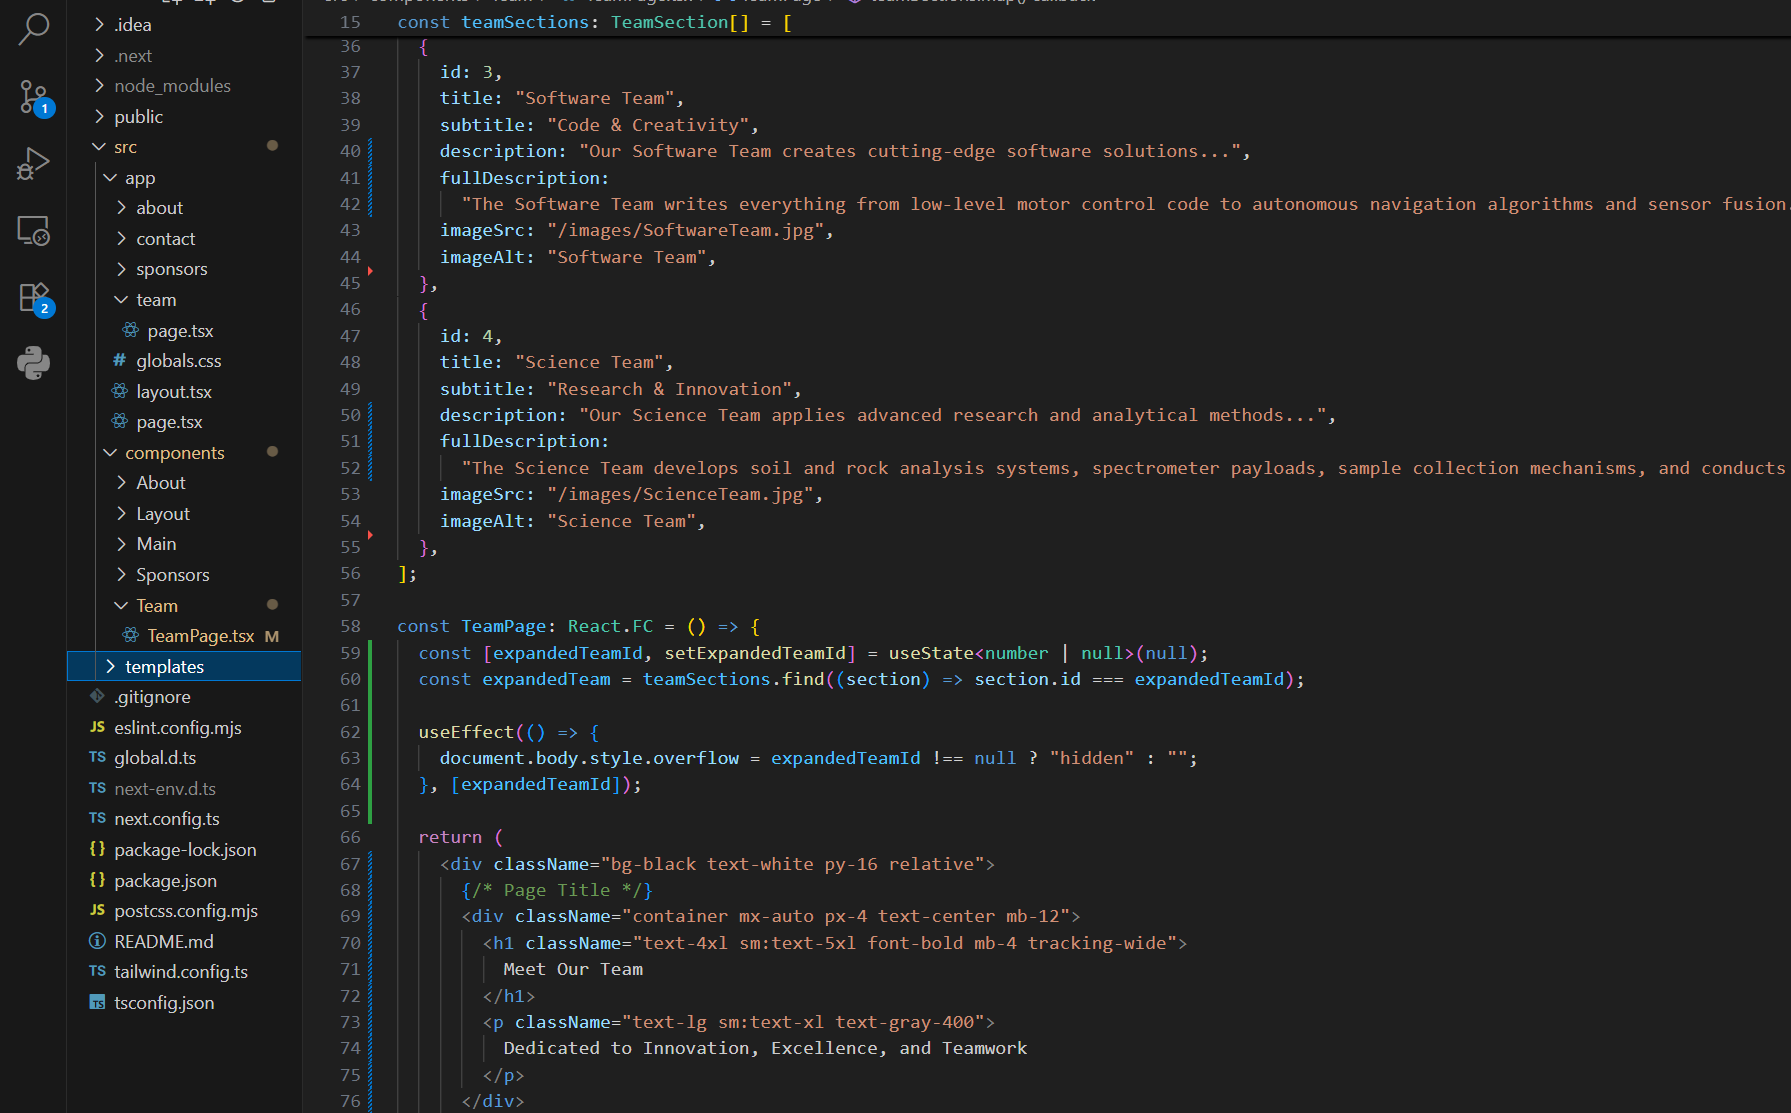 .idea
.next
node_modules
public
src
app
about
contact
sponsors
team
page.tsx
globals.css
layout.tsx
page.tsx
components
About
Layout
Main
Sponsors
Team
TeamPage.tsx M
templates
.gitignore
JS eslint.config.mjs
TS global.d.ts
TS next-env.d.ts
TS next.config.ts
{} package-lock.json
{} package.json
JS postcss.config.mjs
README.md
TS tailwind.config.ts
TS tsconfig.json
1
2
15 const teamSections: TeamSection[] = [
36 {
37 id: 3,
38 title: "Software Team",
39 subtitle: "Code & Creativity",
40 description: "Our Software Team creates cutting-edge software solutions...",
41 fullDescription:
42 "The Software Team writes everything from low-level motor control code to autonomous navigation algorithms and sensor fusion.
43 imageSrc: "/images/SoftwareTeam.jpg",
44 imageAlt: "Software Team",
45 },
46 {
47 id: 4,
48 title: "Science Team",
49 subtitle: "Research & Innovation",
50 description: "Our Science Team applies advanced research and analytical methods...",
51 fullDescription:
52 "The Science Team develops soil and rock analysis systems, spectrometer payloads, sample collection mechanisms, and conducts
53 imageSrc: "/images/ScienceTeam.jpg",
54 imageAlt: "Science Team",
55 },
56 ];
57
58 const TeamPage: React.FC = () => {
59 const [expandedTeamId, setExpandedTeamId] = useState<number | null>(null);
60 const expandedTeam = teamSections.find((section) => section.id === expandedTeamId);
61
62 useEffect(() => {
63 document.body.style.overflow = expandedTeamId !== null ? "hidden" : "";
64 }, [expandedTeamId]);
65
66 return (
67 <div className="bg-black text-white py-16 relative">
68 {/* Page Title */}
69 <div className="container mx-auto px-4 text-center mb-12">
70 <h1 className="text-4xl sm:text-5xl font-bold mb-4 tracking-wide">
71 Meet Our Team
72 </h1>
73 <p className="text-lg sm:text-xl text-gray-400">
74 Dedicated to Innovation, Excellence, and Teamwork
75 </p>
76 </div>